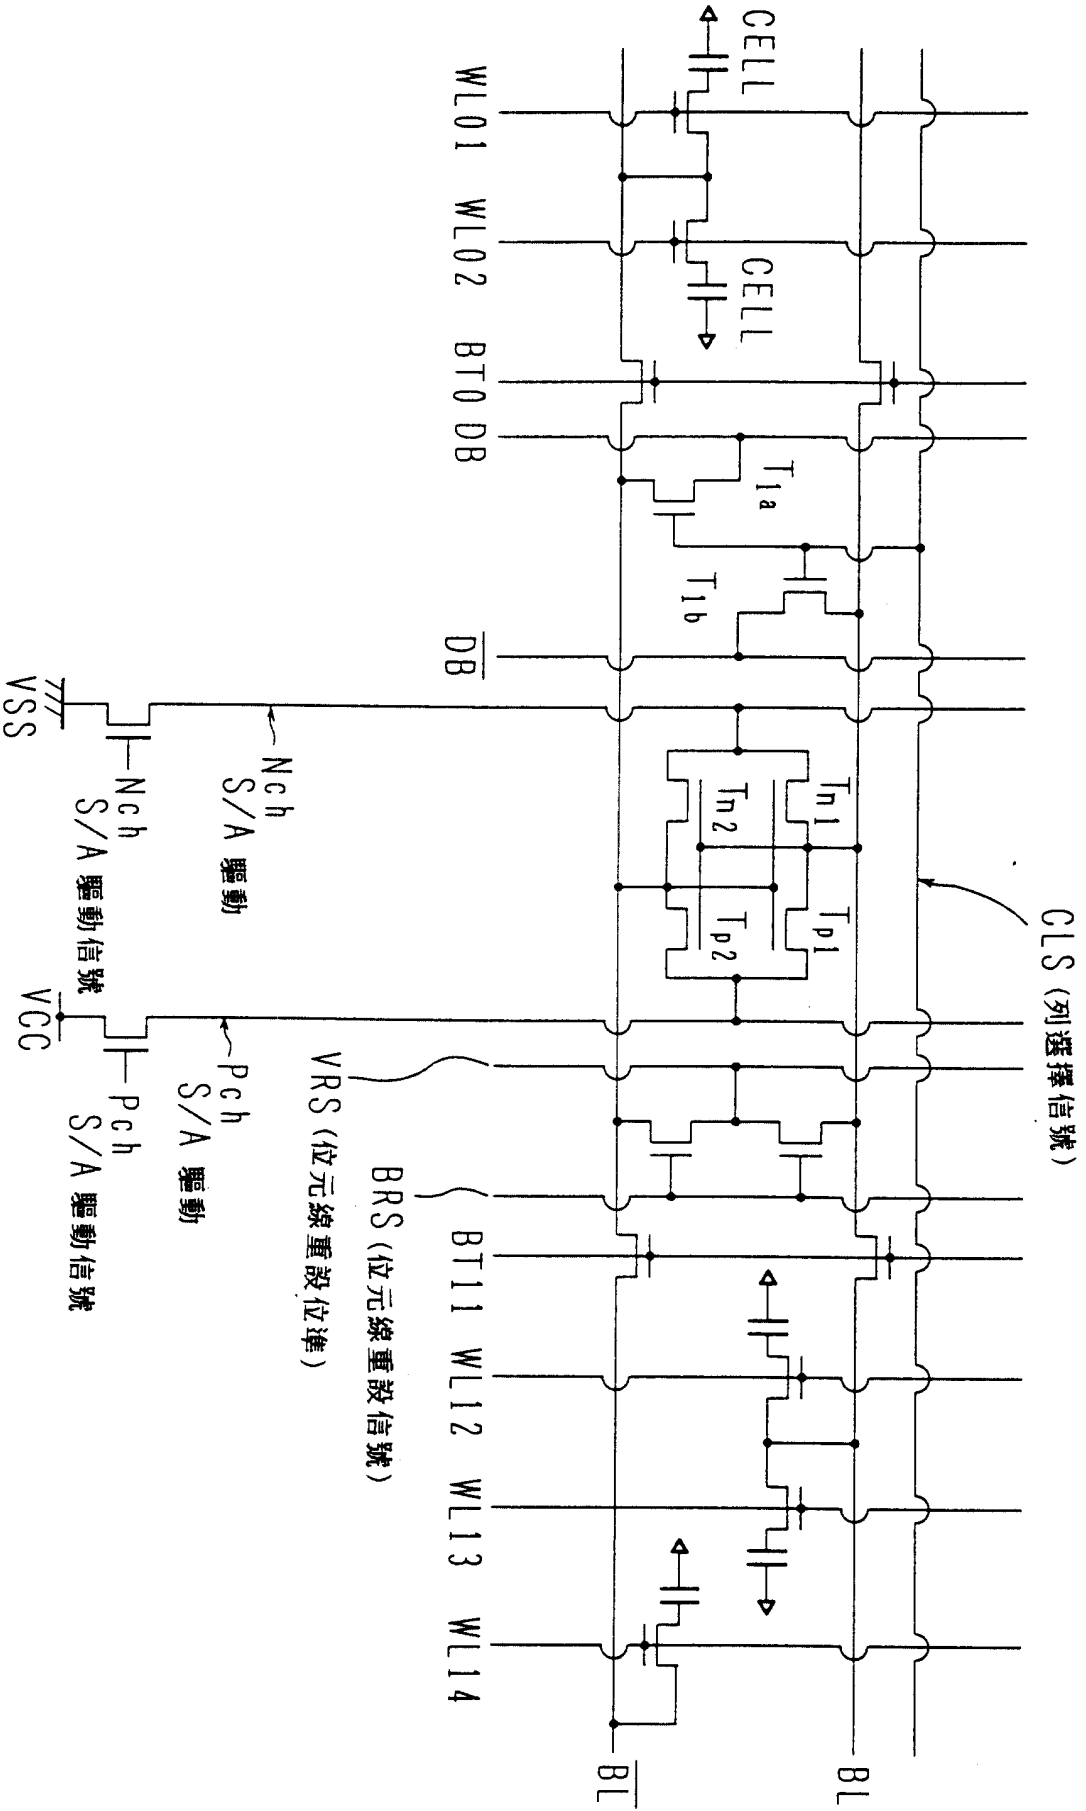 CELL
CELL
CLS (列選擇信號)
BL
BL
T1a
T1b
Tn1
Tn2
Tp1
Tp2
WL01
WL02
BT0
DB
DB
BT11
WL12
WL13
WL14
BRS (位元線重設信號)
VRS (位元線重設位準)
Nch
S/A 驅動
Nch
S/A 驅動信號
VSS
Pch
S/A 驅動
Pch
S/A 驅動信號
VCC